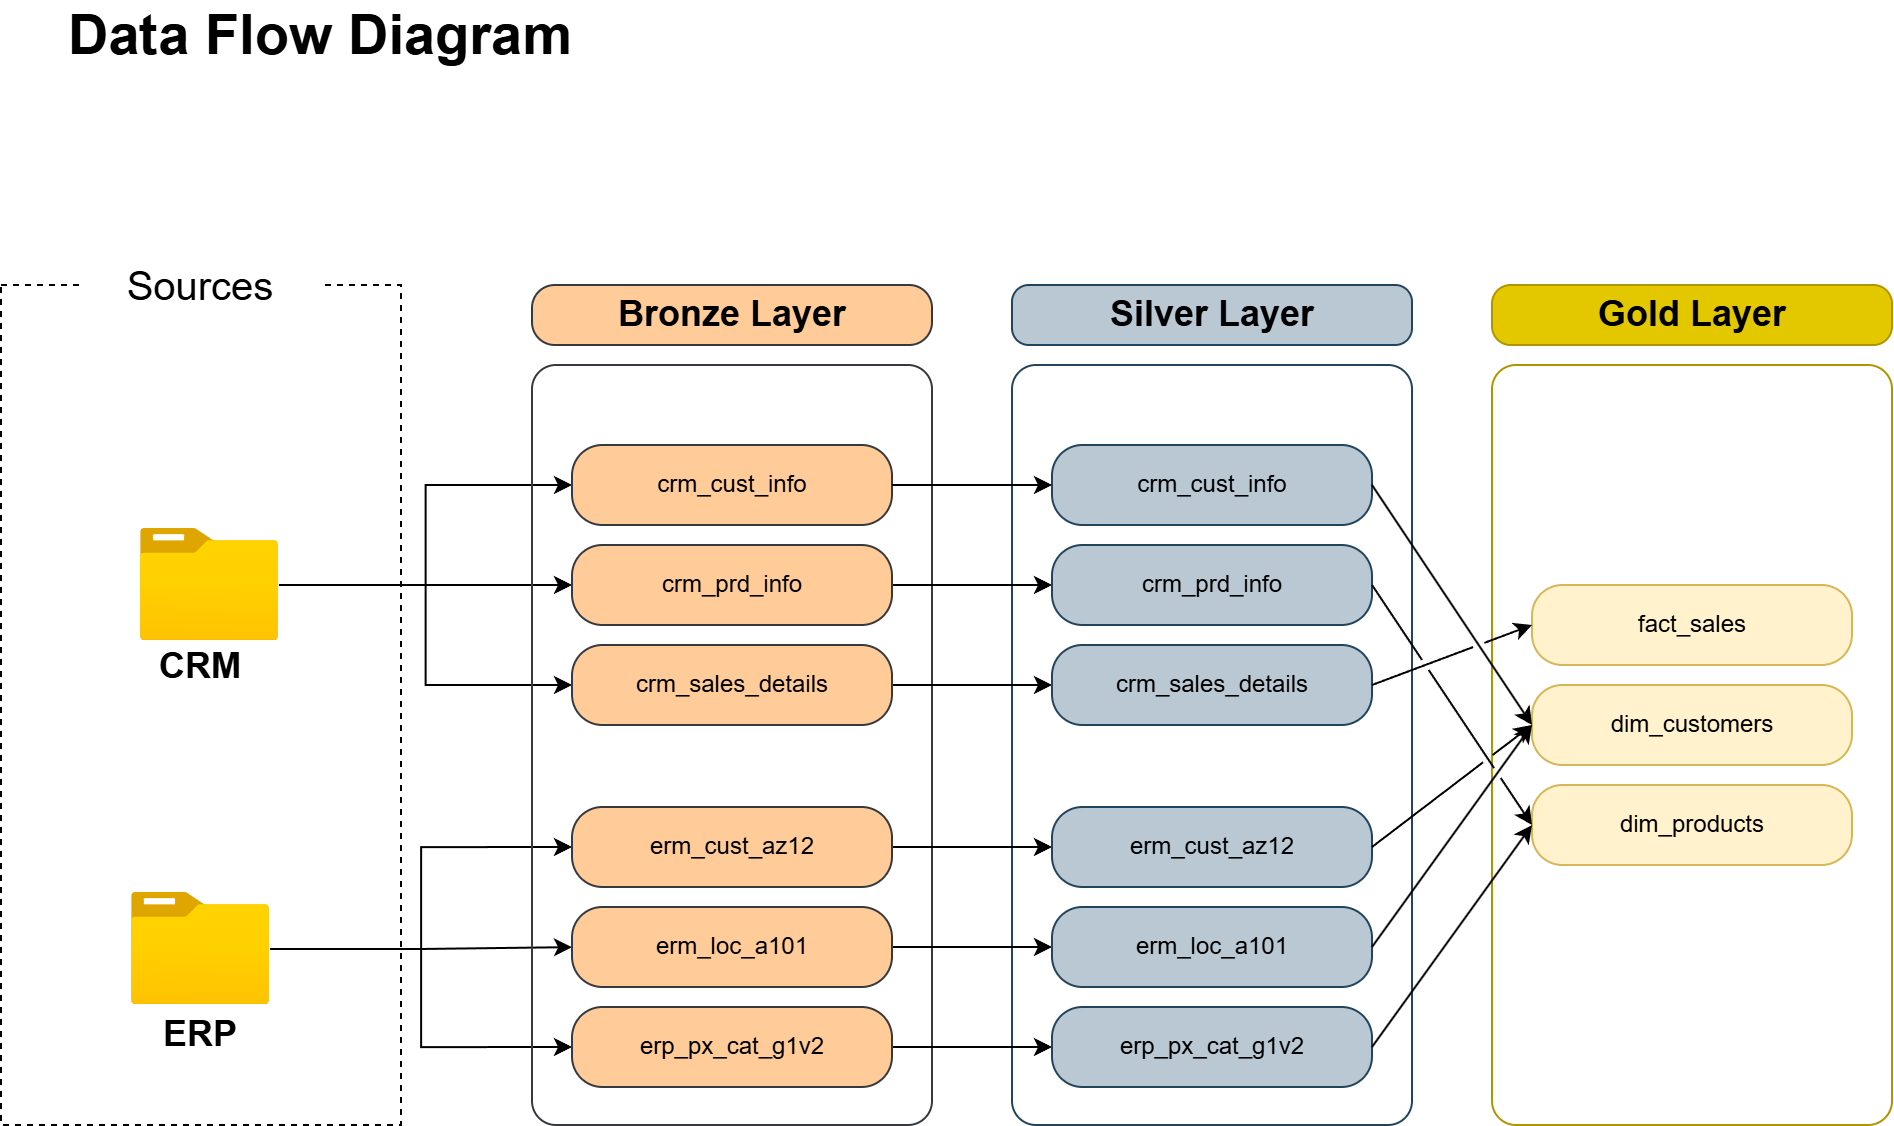 Data Flow Diagram
Sources
CRM
ERP
Bronze Layer
crm_cust_info
crm_prd_info
crm_sales_details
erm_cust_az12
erm_loc_a101
erp_px_cat_g1v2
Silver Layer
crm_cust_info
crm_prd_info
crm_sales_details
erm_cust_az12
erm_loc_a101
erp_px_cat_g1v2
Gold Layer
fact_sales
dim_customers
dim_products